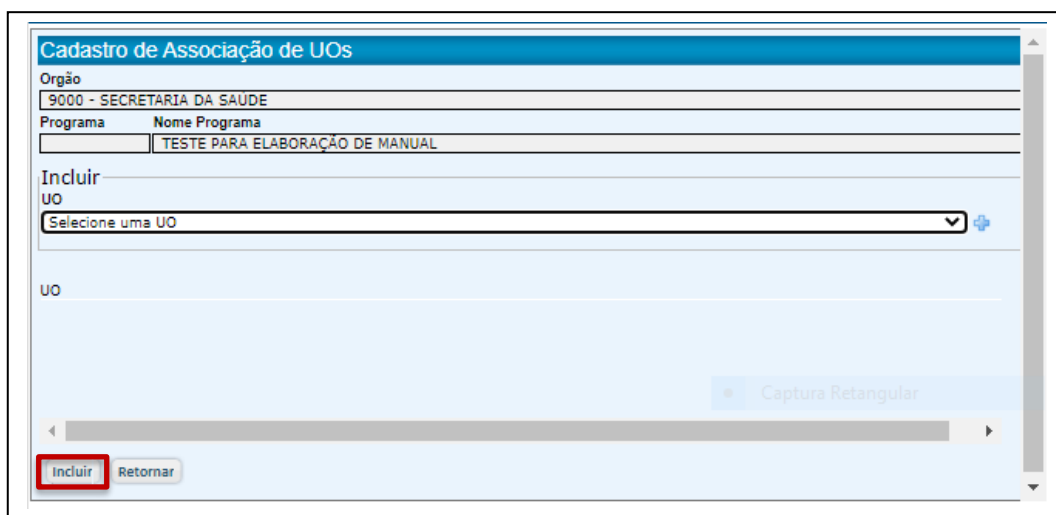 Cadastro de Associação de UOs
Orgão
9000 - SECRETARIA DA SAÚDE
Programa Nome Programa
TESTE PARA ELABORAÇÃO DE MANUAL
Incluir
UO
Selecione uma UO
UO
Captura Retangular
Incluir Retornar